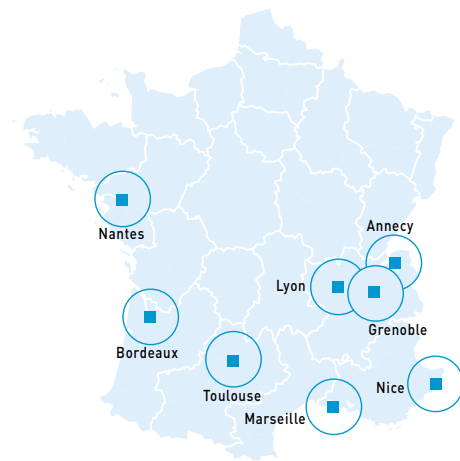 Annecy
Nantes
Lyon
Grenoble
Bordeaux
Nice
Toulouse
Marseille